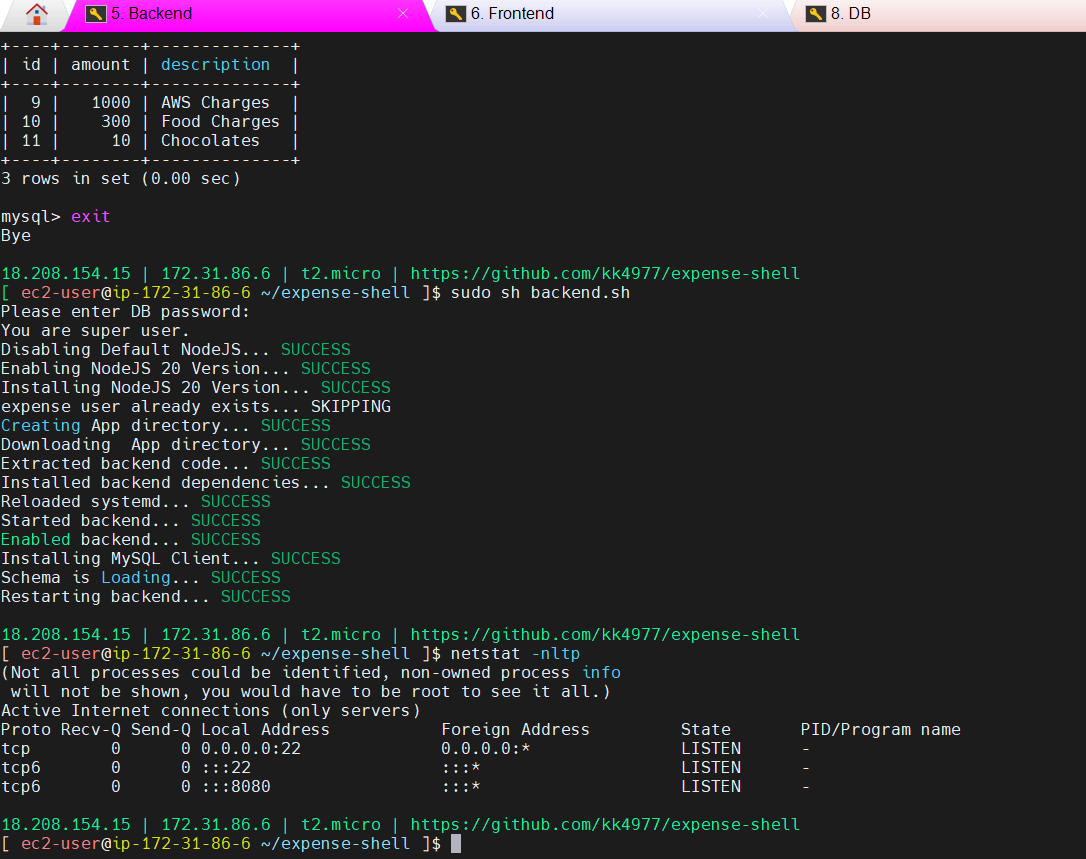 5. Backend
6. Frontend
8. DB
+----+--------+--------------+
| id | amount | description  |
+----+--------+--------------+
|  9 |   1000 | AWS Charges  |
| 10 |    300 | Food Charges |
| 11 |     10 | Chocolates   |
+----+--------+--------------+
3 rows in set (0.00 sec)
mysql> exit
Bye
18.208.154.15 | 172.31.86.6 | t2.micro | https://github.com/kk4977/expense-shell
[ ec2-user@ip-172-31-86-6 ~/expense-shell ]$ sudo sh backend.sh
Please enter DB password:
You are super user.
Disabling Default NodeJS... SUCCESS
Enabling NodeJS 20 Version... SUCCESS
Installing NodeJS 20 Version... SUCCESS
expense user already exists... SKIPPING
Creating App directory... SUCCESS
Downloading  App directory... SUCCESS
Extracted backend code... SUCCESS
Installed backend dependencies... SUCCESS
Reloaded systemd... SUCCESS
Started backend... SUCCESS
Enabled backend... SUCCESS
Installing MySQL Client... SUCCESS
Schema is Loading... SUCCESS
Restarting backend... SUCCESS
18.208.154.15 | 172.31.86.6 | t2.micro | https://github.com/kk4977/expense-shell
[ ec2-user@ip-172-31-86-6 ~/expense-shell ]$ netstat -nltp
(Not all processes could be identified, non-owned process info
 will not be shown, you would have to be root to see it all.)
Active Internet connections (only servers)
Proto Recv-Q Send-Q Local Address           Foreign Address         State       PID/Program name
tcp        0      0 0.0.0.0:22              0.0.0.0:*               LISTEN      -
tcp6       0      0 :::22                   :::*                    LISTEN      -
tcp6       0      0 :::8080                 :::*                    LISTEN      -
18.208.154.15 | 172.31.86.6 | t2.micro | https://github.com/kk4977/expense-shell
[ ec2-user@ip-172-31-86-6 ~/expense-shell ]$